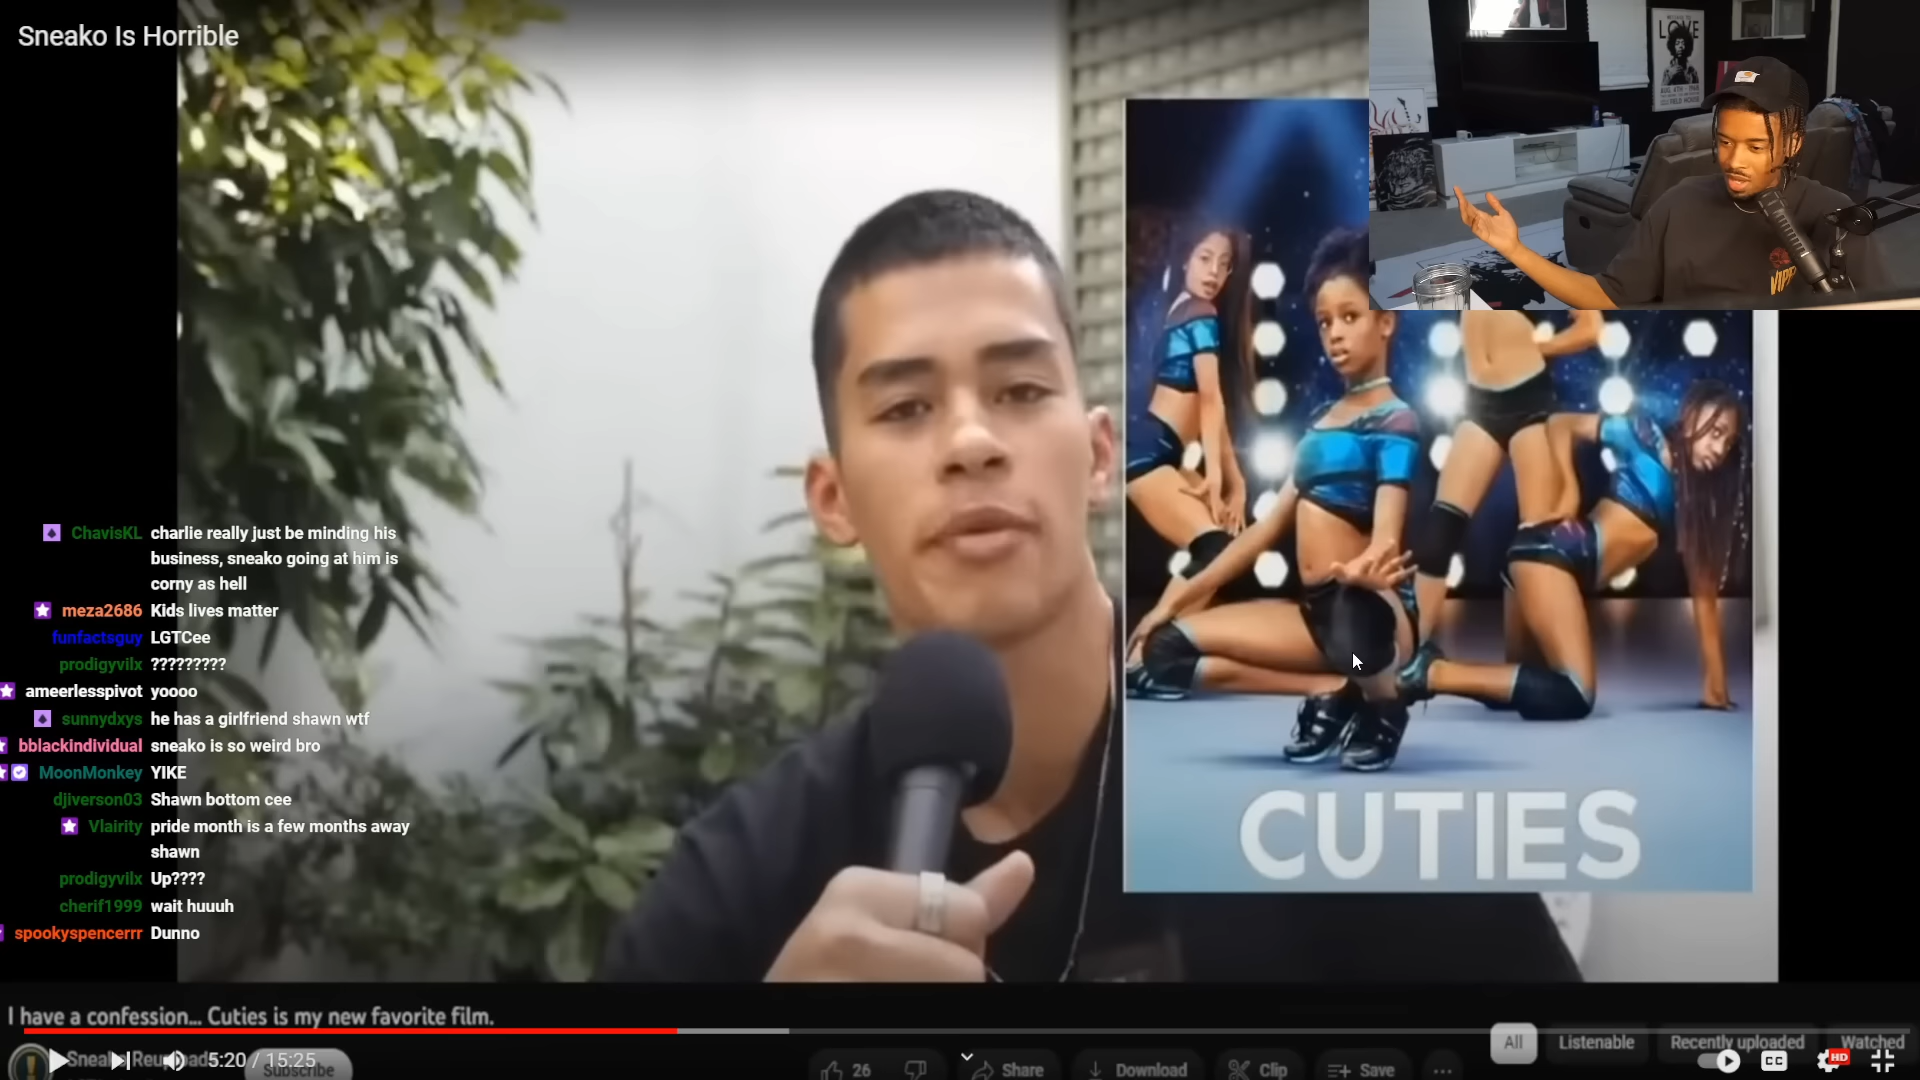 Sneako Is Horrible
LOVE
CUTIES
ChavisKL charlie really just be minding his
business, sneako going at him is
corny as hell
meza2686 Kids lives matter
funfactsguy LGTCee
prodigyvilx ?????????
ameerlesspivot yoooo
sunnydxys he has a girlfriend shawn wtf
bblackindividual sneako is so weird bro
MoonMonkey YIKE
djiverson03 Shawn bottom cee
Vlairity pride month is a few months away
shawn
prodigyvilx Up????
cherif1999 wait huuuh
spookyspencerrr Dunno
I have a confession... Cuties is my new favorite film.
All Listenable Recently uploaded Watched
5:20 / 15:25
Subscribe
26 Share Download Clip Save ...
CC HD